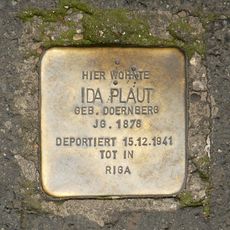 HIER WOHNTE
IDA PLAUT
GEB. DOERNBERG
JG. 1878
DEPORTIERT 15.12.1941
TOT IN
RIGA